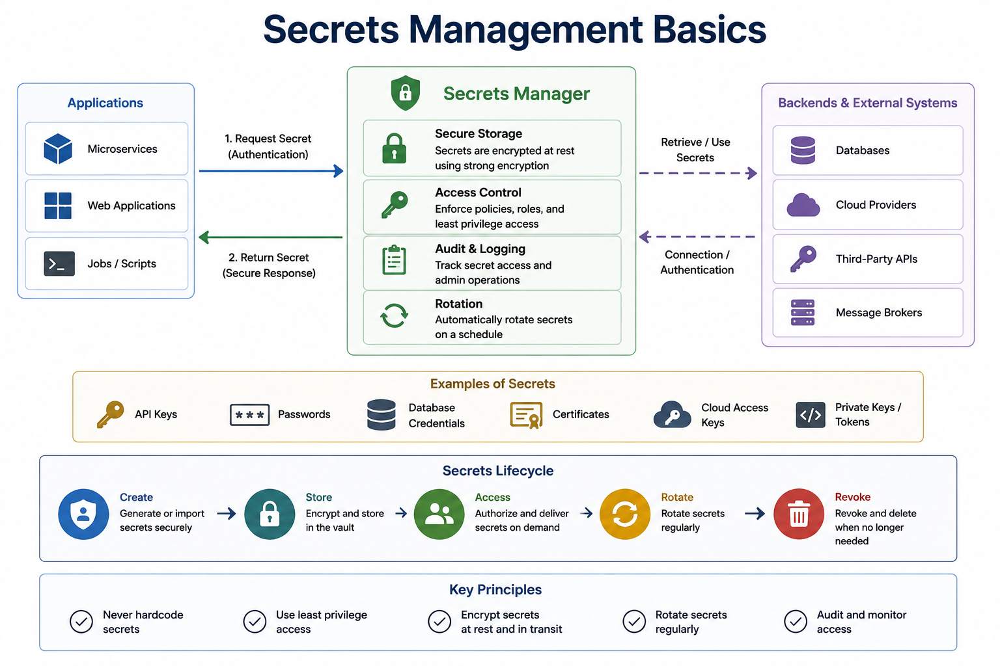 Secrets Management Basics
Applications
Microservices
Web Applications
Jobs / Scripts
1. Request Secret
(Authentication)
2. Return Secret
(Secure Response)
Secrets Manager
Secure Storage
Secrets are encrypted at rest
using strong encryption
Access Control
Enforce policies, roles, and
least privilege access
Audit & Logging
Track secret access and
admin operations
Rotation
Automatically rotate secrets
on a schedule
Retrieve / Use
Secrets
Connection /
Authentication
Backends & External Systems
Databases
Cloud Providers
Third-Party APIs
Message Brokers
Examples of Secrets
API Keys
***
Passwords
Database
Credentials
Certificates
Cloud Access
Keys
</>
Private Keys /
Tokens
Secrets Lifecycle
Create
Generate or import
secrets securely
Store
Encrypt and store
in the vault
Access
Authorize and deliver
secrets on demand
Rotate
Rotate secrets
regularly
Revoke
Revoke and delete
when no longer
needed
Key Principles
Never hardcode
secrets
Use least privilege
access
Encrypt secrets
at rest and in transit
Rotate secrets
regularly
Audit and monitor
access